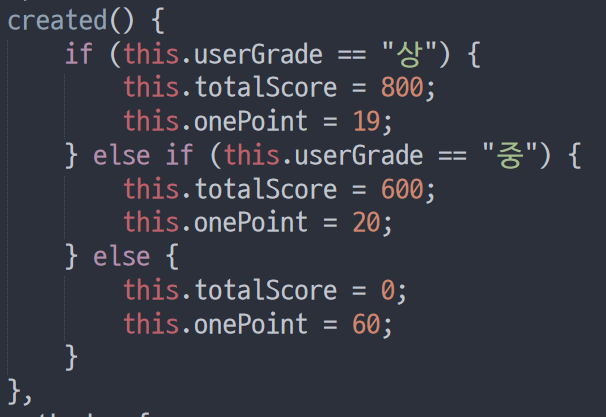 created() {
    if (this.userGrade == "상") {
        this.totalScore = 800;
        this.onePoint = 19;
    } else if (this.userGrade == "중") {
        this.totalScore = 600;
        this.onePoint = 20;
    } else {
        this.totalScore = 0;
        this.onePoint = 60;
    }
},